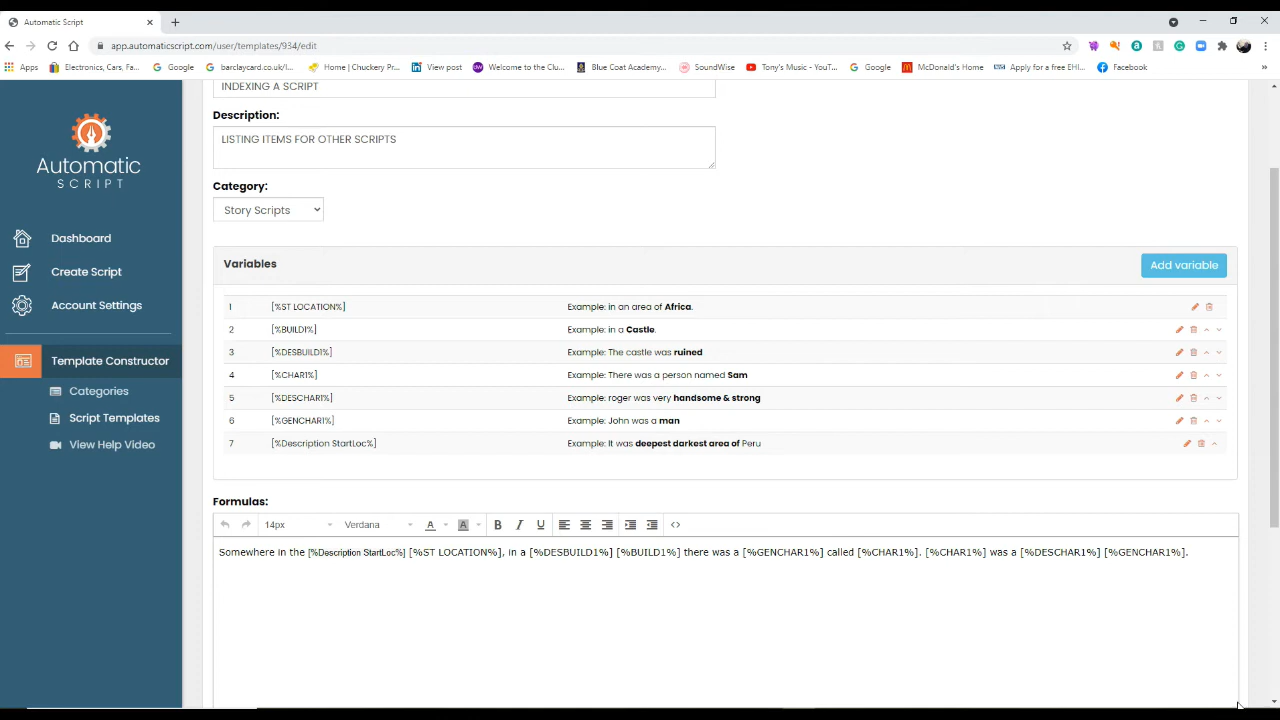 Automatic Script
app.automaticscript.com/user/templates/934/edit
Apps
Electronics, Cars, Fa...
Google
barclaycard.co.uk/l...
Home | Chuckery Pr...
View post
Welcome to the Clu...
Blue Coat Academy...
SoundWise
Tony's Music - YouT...
Google
McDonald's Home
Apply for a free EHI...
Facebook
»
INDEXING A SCRIPT
Description:
LISTING ITEMS FOR OTHER SCRIPTS
Category:
Story Scripts
Automatic
SCRIPT
Dashboard
Create Script
Account Settings
Template Constructor
Categories
Script Templates
View Help Video
Variables
Add variable
1 [%ST LOCATION%] Example: in an area of Africa.
2 [%BUILD1%] Example: in a Castle.
3 [%DESBUILD1%] Example: The castle was ruined
4 [%CHAR1%] Example: There was a person named Sam
5 [%DESCHAR1%] Example: roger was very handsome & strong
6 [%GENCHAR1%] Example: John was a man
7 [%Description StartLoc%] Example: It was deepest darkest area of Peru
Formulas:
14px Verdana A A B I U <>
Somewhere in the [%Description StartLoc%] [%ST LOCATION%], in a [%DESBUILD1%] [%BUILD1%] there was a [%GENCHAR1%] called [%CHAR1%]. [%CHAR1%] was a [%DESCHAR1%] [%GENCHAR1%].